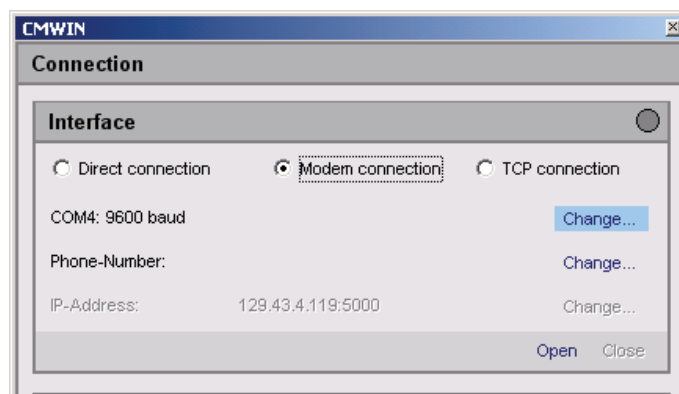 CMWIN
Connection
Interface
Direct connection Modem connection TCP connection
COM4: 9600 baud Change...
Phone-Number: Change...
IP-Address: 129.43.4.119:5000 Change...
Open Close